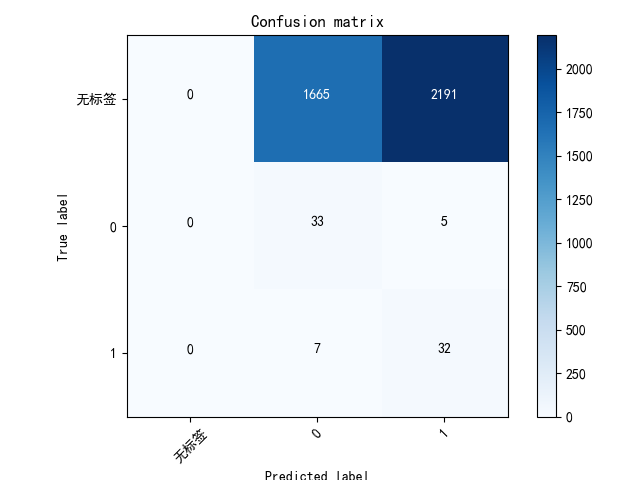 Confusion matrix
无标签 0 1665 2191
0 0 33 5
1 0 7 32
无标签 0 1
True label
Predicted label
2000
1750
1500
1250
1000
750
500
250
0